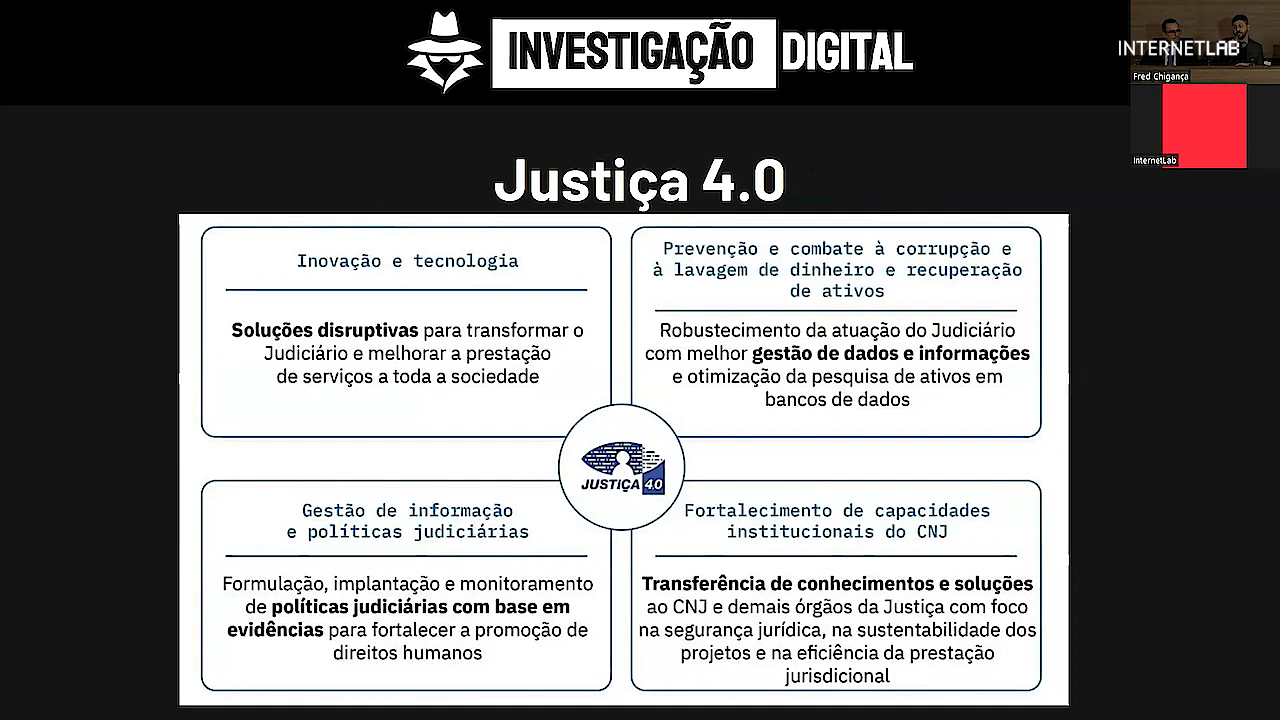 INVESTIGAÇÃO DIGITAL
INTERNETLAB
Fred Chigança
InternetLab
Justiça 4.0
Inovação e tecnologia
Soluções disruptivas para transformar o
Judiciário e melhorar a prestação
de serviços a toda a sociedade
Prevenção e combate à corrupção e
à lavagem de dinheiro e recuperação
de ativos
Robustecimento da atuação do Judiciário
com melhor gestão de dados e informações
e otimização da pesquisa de ativos em
bancos de dados
JUSTIÇA 4.0
Gestão de informação
e políticas judiciárias
Formulação, implantação e monitoramento
de políticas judiciárias com base em
evidências para fortalecer a promoção de
direitos humanos
Fortalecimento de capacidades
institucionais do CNJ
Transferência de conhecimentos e soluções
ao CNJ e demais órgãos da Justiça com foco
na segurança jurídica, na sustentabilidade dos
projetos e na eficiência da prestação
jurisdicional